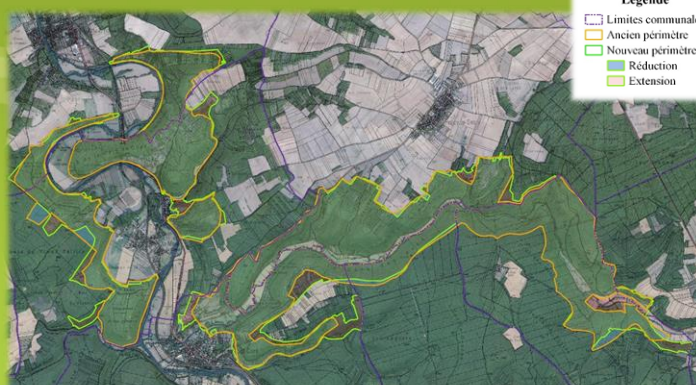 Légende
Limites communale
Ancien périmètre
Nouveau périmètre
Réduction
Extension